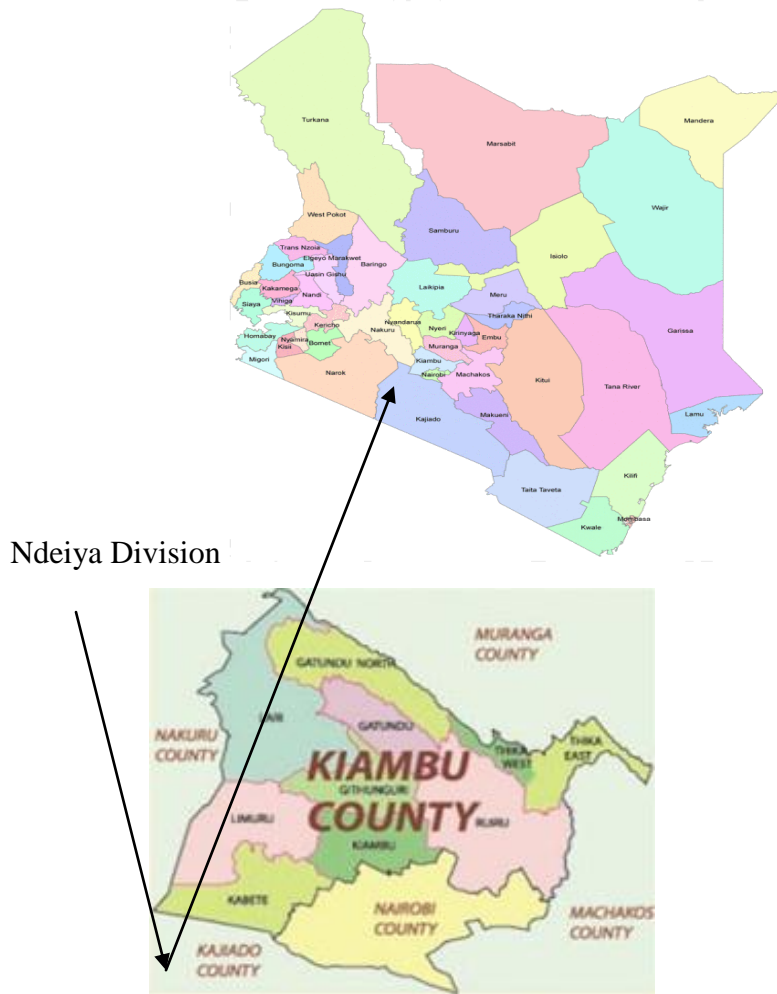 Turkana
Mandera
Marsabit
Wajir
West Pokot
Samburu
Isiolo
Trans Nzoia
Elgeyo Marakwet
Bungoma
Baringo
Uasin Gishu
Busia
Kakamega
Laikipia
Meru
Nandi
Vihiga
Siaya
Kisumu
Tharaka Nithi
Garissa
Kericho
Nyandarua
Nyeri
Kirinyaga
Nakuru
Homabay
Nyamira
Embu
Kisii
Bomet
Muranga
Migori
Kiambu
Narok
Nairobi
Machakos
Kitui
Tana River
Kajiado
Makueni
Lamu
Kilifi
Taita Taveta
Mombasa
Kwale
Ndeiya Division
MURANGA
COUNTY
GATUNDU NORTH
LARI
GATUNDU
NAKURU
COUNTY
THIKA
WEST
THIKA
EAST
KIAMBU
COUNTY
GITHUNGURI
LIMURU
RUIRU
KIAMBU
KABETE
NAIROBI
COUNTY
MACHAKOS
COUNTY
KAJIADO
COUNTY